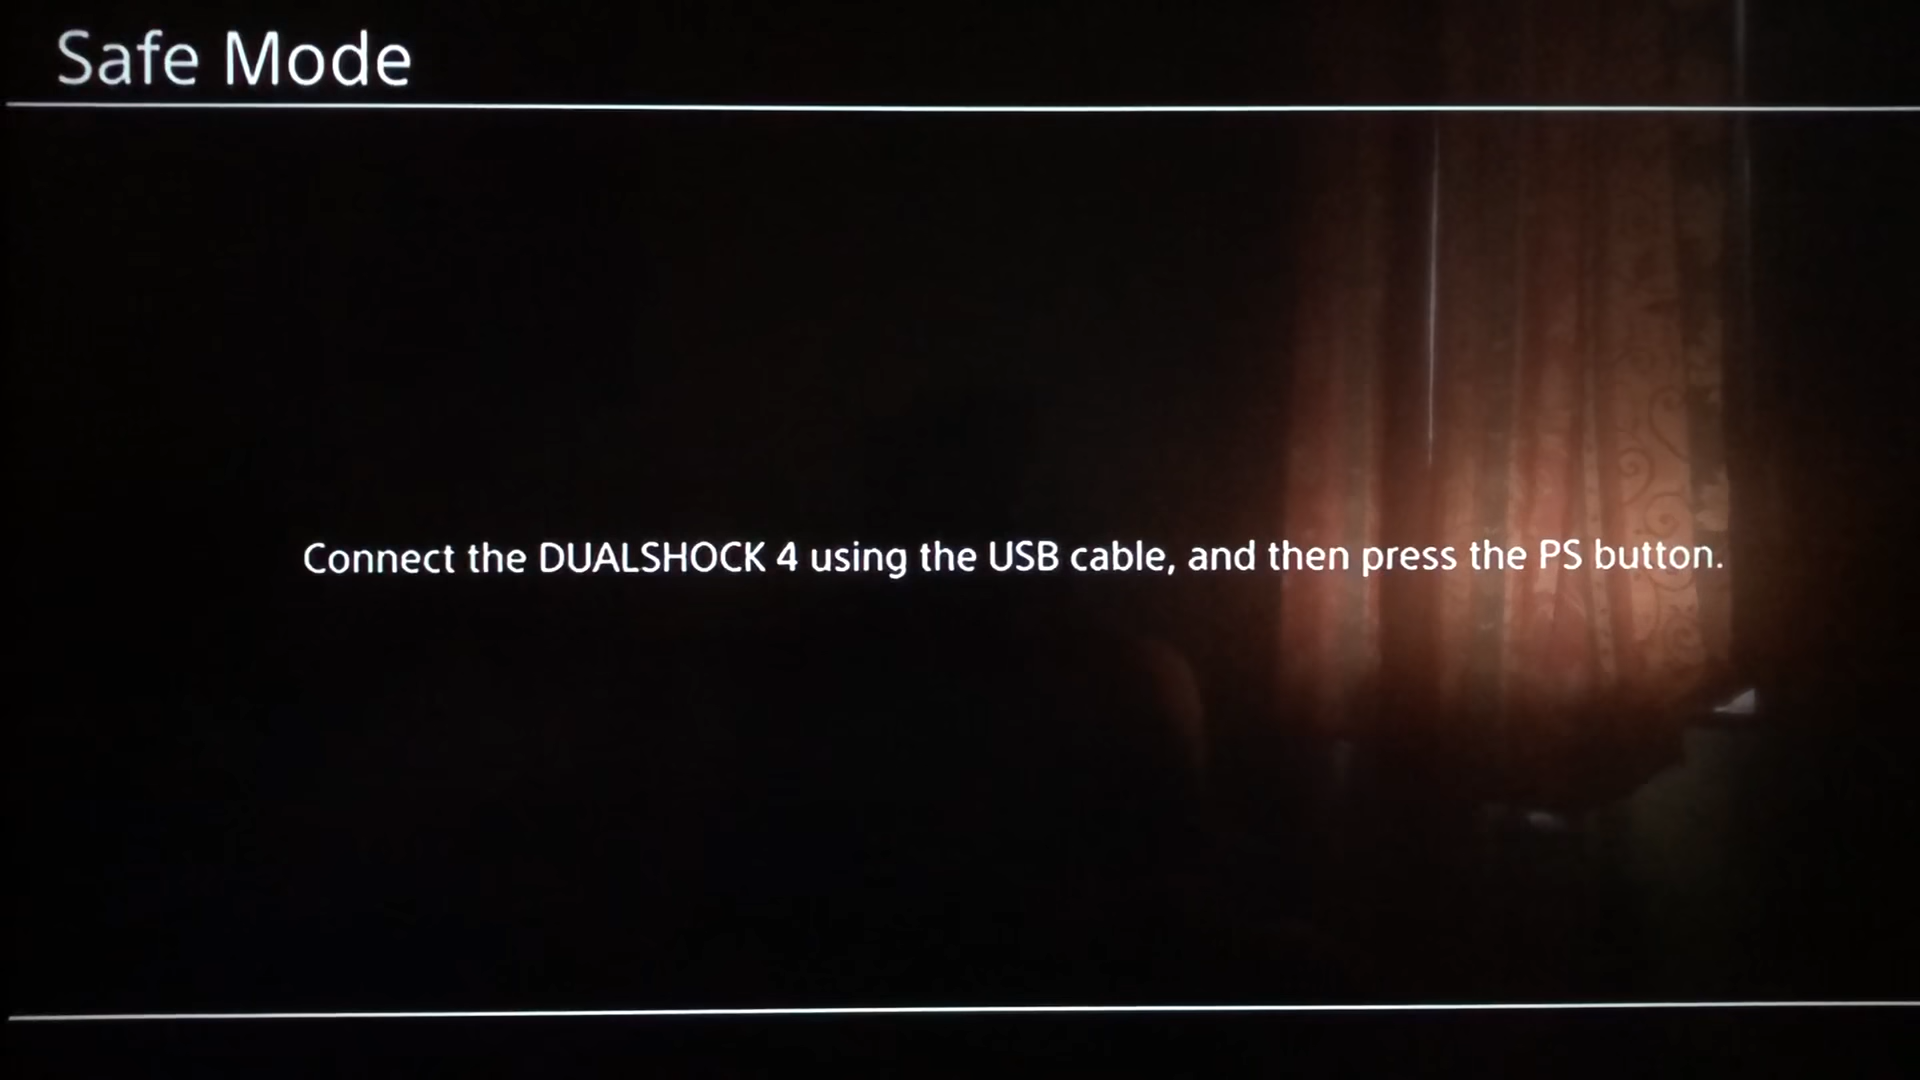 Safe Mode
Connect the DUALSHOCK 4 using the USB cable, and then press the PS button.